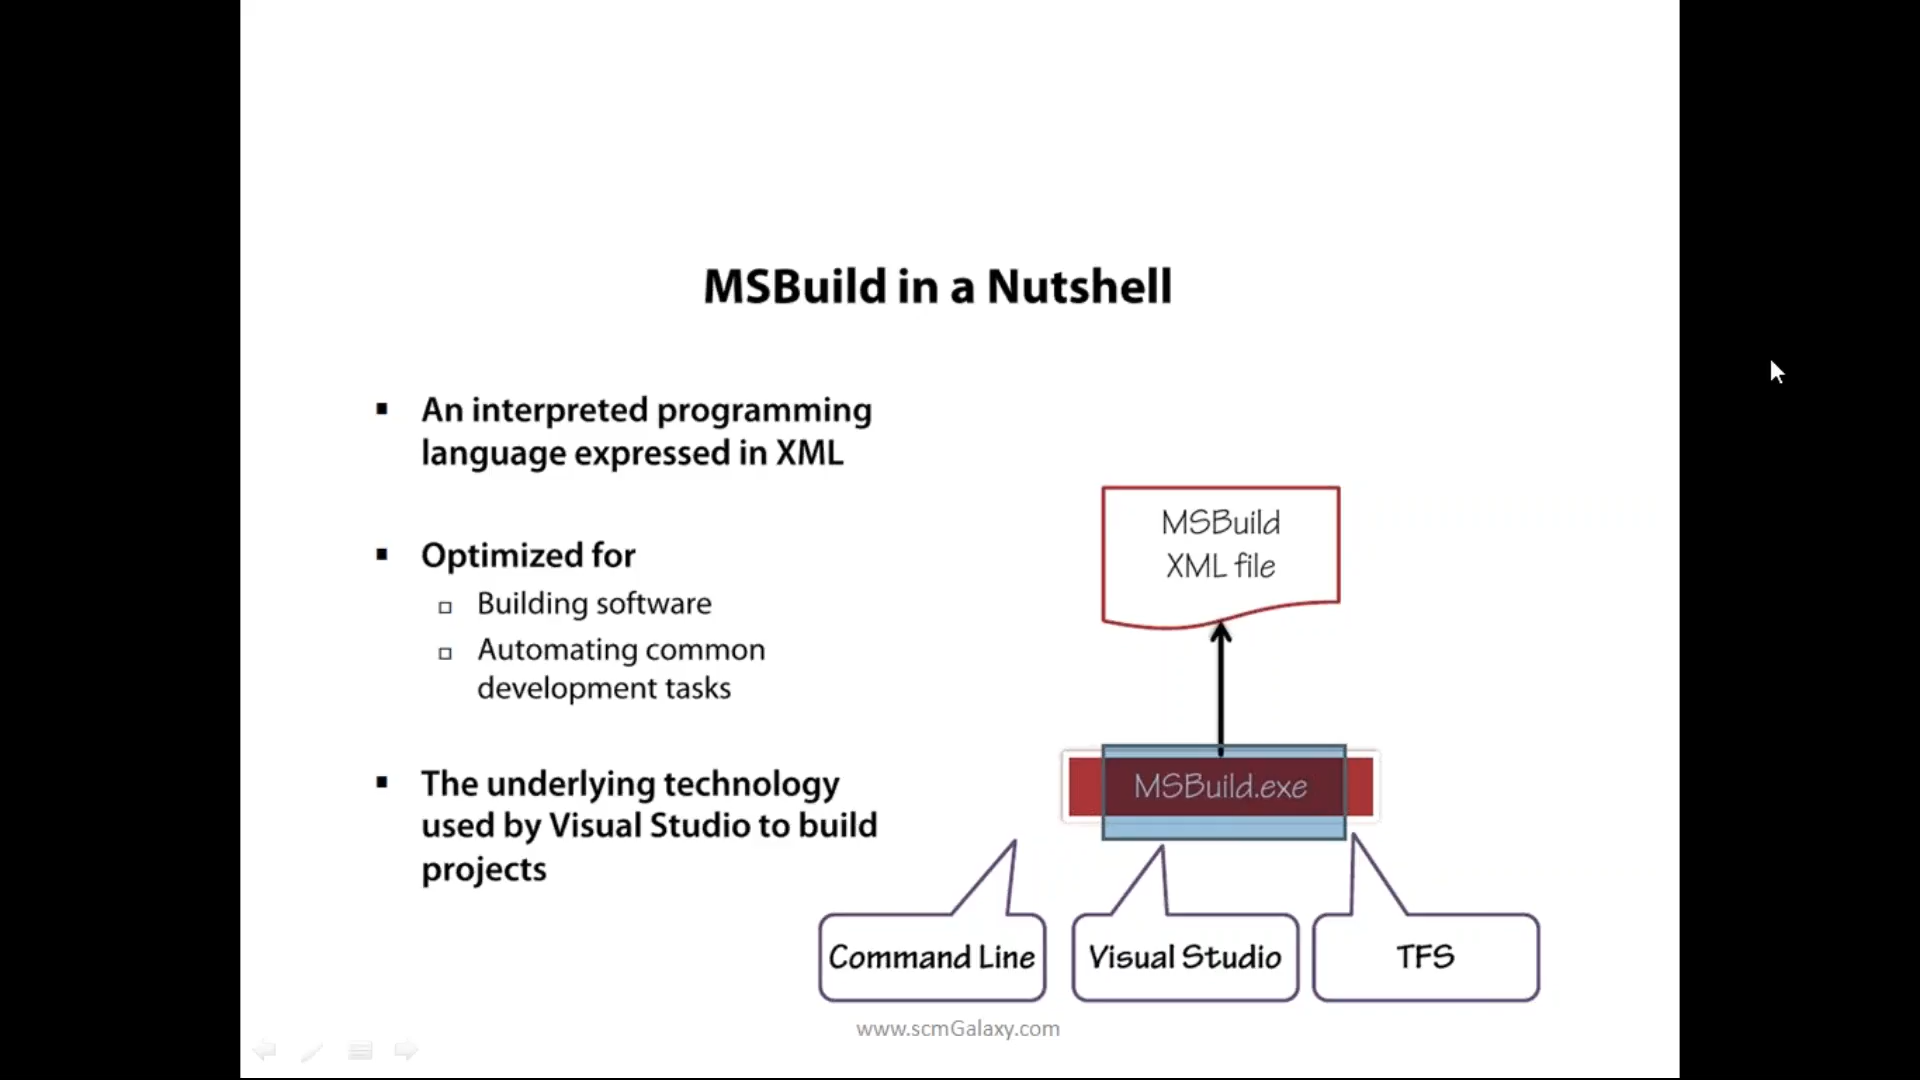 MSBuild in a Nutshell
An interpreted programming
language expressed in XML
Optimized for
Building software
Automating common
development tasks
The underlying technology
used by Visual Studio to build
projects
MSBuild
XML file
MSBuild.exe
Command Line
Visual Studio
TFS
www.scmGalaxy.com